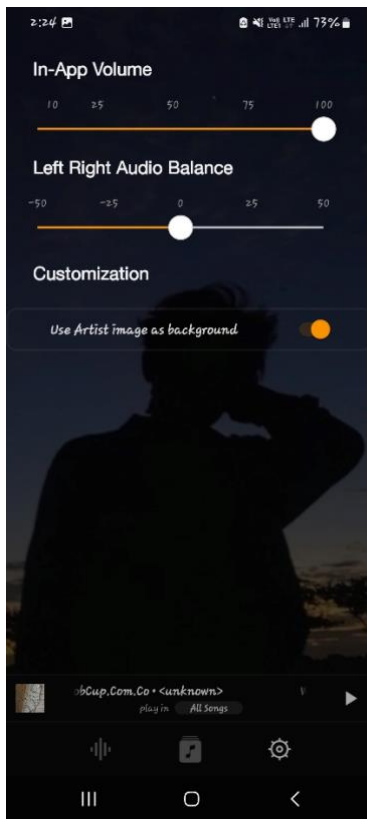 2:24 73%
In-App Volume
10 25 50 75 100
Left Right Audio Balance
-50 -25 0 25 50
Customization
Use Artist image as background
obCup.Com.Co • <unknown>
play in All Songs